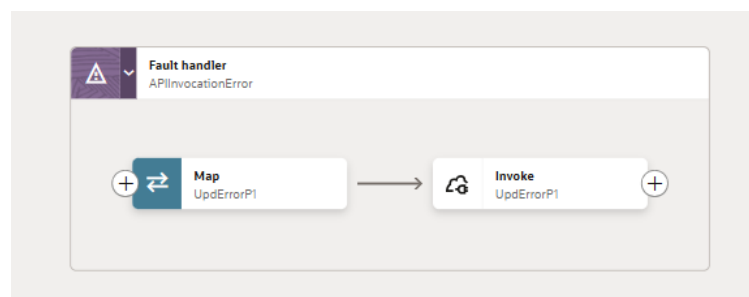 Fault handler
APIInvocationError
Map
UpdErrorP1
Invoke
UpdErrorP1